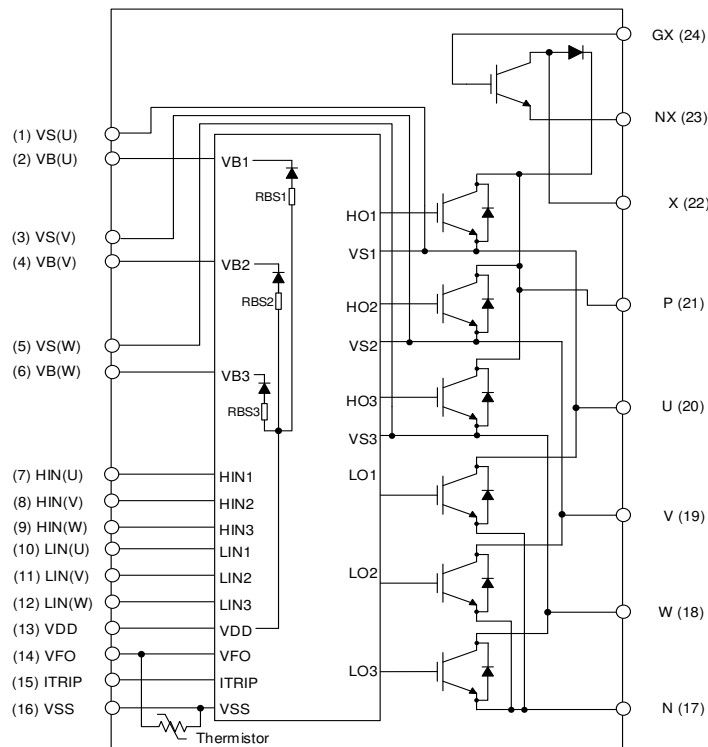 GX (24)
NX (23)
X (22)
P (21)
U (20)
V (19)
W (18)
N (17)
(1) VS(U)
(2) VB(U)
(3) VS(V)
(4) VB(V)
(5) VS(W)
(6) VB(W)
(7) HIN(U)
(8) HIN(V)
(9) HIN(W)
(10) LIN(U)
(11) LIN(V)
(12) LIN(W)
(13) VDD
(14) VFO
(15) ITRIP
(16) VSS
VB1
RBS1
VB2
RBS2
VB3
RBS3
HIN1
HIN2
HIN3
LIN1
LIN2
LIN3
VDD
VFO
ITRIP
VSS
Thermistor
HO1
VS1
HO2
VS2
HO3
VS3
LO1
LO2
LO3